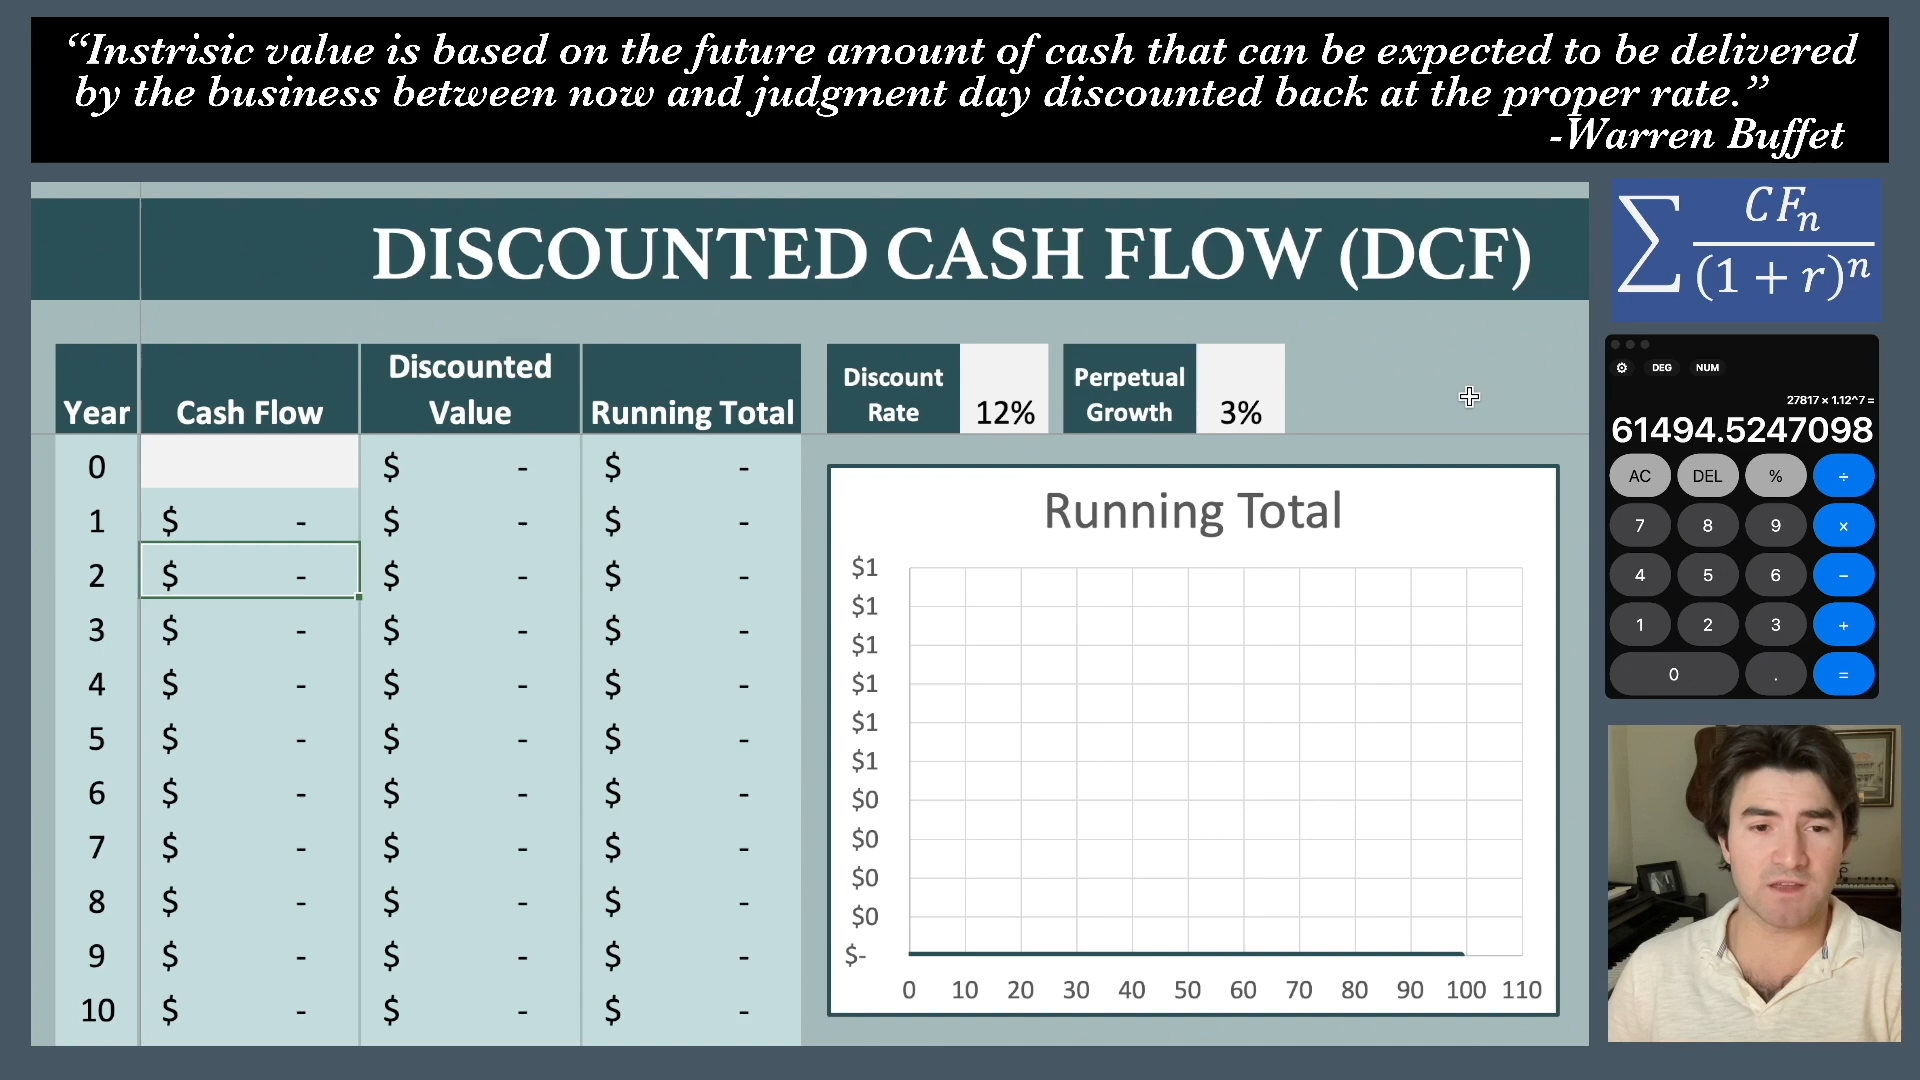 “Instrisic value is based on the future amount of cash that can be expected to be delivered
by the business between now and judgment day discounted back at the proper rate.”
-Warren Buffet
DISCOUNTED CASH FLOW (DCF)
∑ CFn
(1 + r)^n
Year Cash Flow Discounted Value Running Total
Discount Rate 12% Perpetual Growth 3%
0 $ - $ -
1 $ - $ - $ -
2 $ - $ - $ -
3 $ - $ - $ -
4 $ - $ - $ -
5 $ - $ - $ -
6 $ - $ - $ -
7 $ - $ - $ -
8 $ - $ - $ -
9 $ - $ - $ -
10 $ - $ - $ -
Running Total
$1
$1
$1
$1
$1
$1
$0
$0
$0
$0
$-
0 10 20 30 40 50 60 70 80 90 100 110
DEG NUM
27817 × 1.12^7 =
61494.5247098
AC DEL % ÷
7 8 9 ×
4 5 6 −
1 2 3 +
0 . =